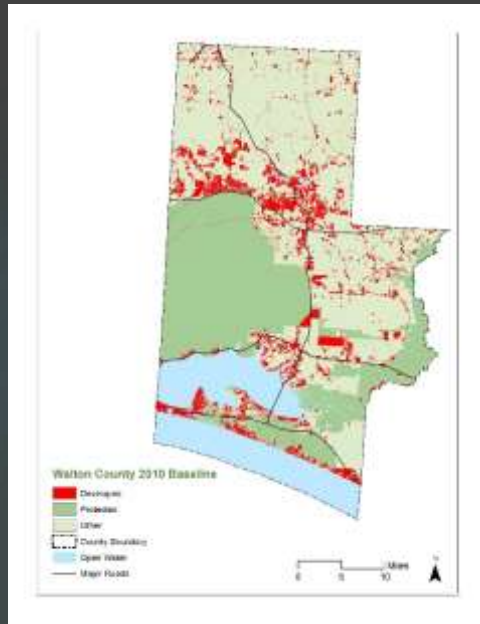 Walton County 2010 Baseline
Developed
Protected
Other
County Boundary
Open Water
Major Roads
Miles
0 5 10
N